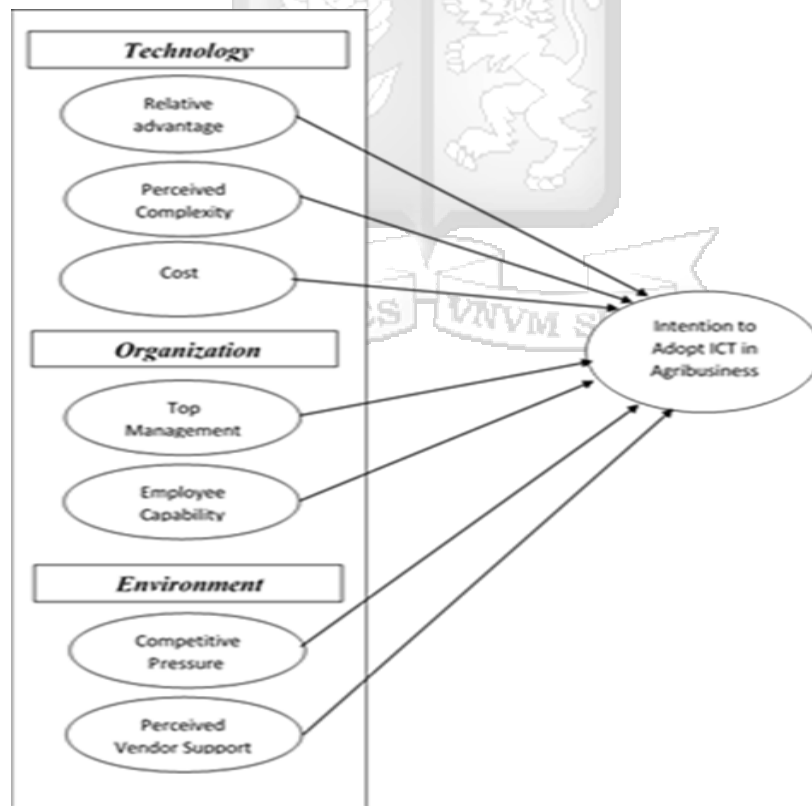 Technology
Relative
advantage
Perceived
Complexity
Cost
VNVM
Organization
Intention to
Adopt ICT in
Agribusiness
Top
Management
Employee
Capability
Environment
Competitive
Pressure
Perceived
Vendor Support